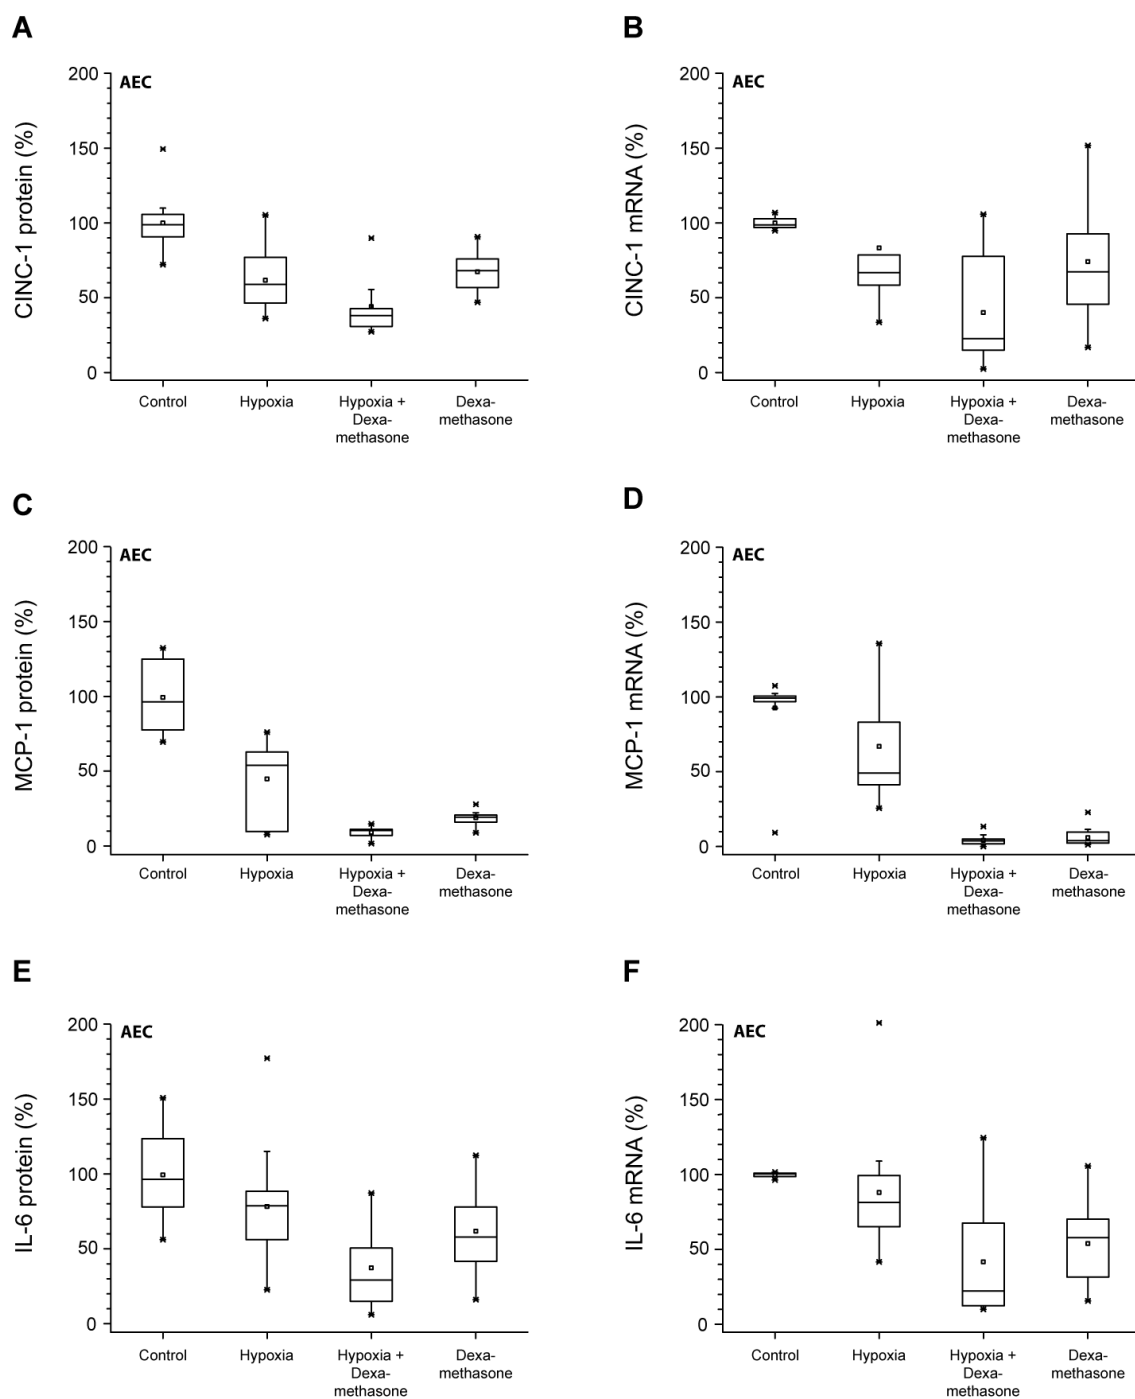 A
B
AEC
CINC-1 protein (%)
200
150
100
50
0
Control
Hypoxia
Hypoxia +
Dexa-
methasone
Dexa-
methasone
AEC
CINC-1 mRNA (%)
200
150
100
50
0
Control
Hypoxia
Hypoxia +
Dexa-
methasone
Dexa-
methasone
C
D
AEC
MCP-1 protein (%)
200
150
100
50
0
Control
Hypoxia
Hypoxia +
Dexa-
methasone
Dexa-
methasone
AEC
MCP-1 mRNA (%)
200
150
100
50
0
Control
Hypoxia
Hypoxia +
Dexa-
methasone
Dexa-
methasone
E
F
AEC
IL-6 protein (%)
200
150
100
50
0
Control
Hypoxia
Hypoxia +
Dexa-
methasone
Dexa-
methasone
AEC
IL-6 mRNA (%)
200
150
100
50
0
Control
Hypoxia
Hypoxia +
Dexa-
methasone
Dexa-
methasone